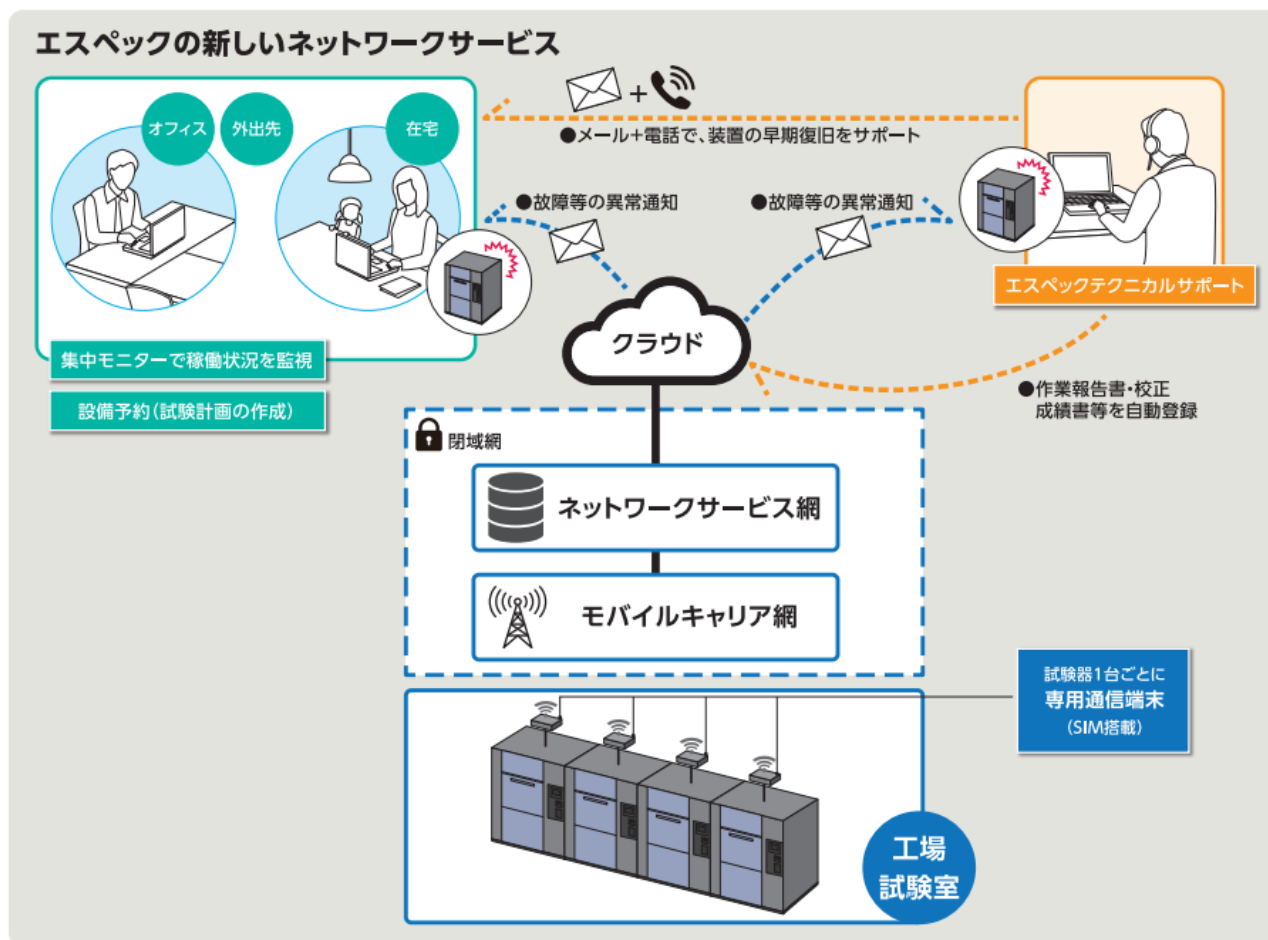 エスペックの新しいネットワークサービス
オフィス
外出先
在宅
+
●メール+電話で、装置の早期復旧をサポート
●故障等の異常通知
●故障等の異常通知
エスペックテクニカルサポート
集中モニターで稼働状況を監視
設備予約(試験計画の作成)
クラウド
●作業報告書・校正
成績書等を自動登録
閉域網
ネットワークサービス網
モバイルキャリア網
試験器1台ごとに
専用通信端末
(SIM搭載)
工場
試験室